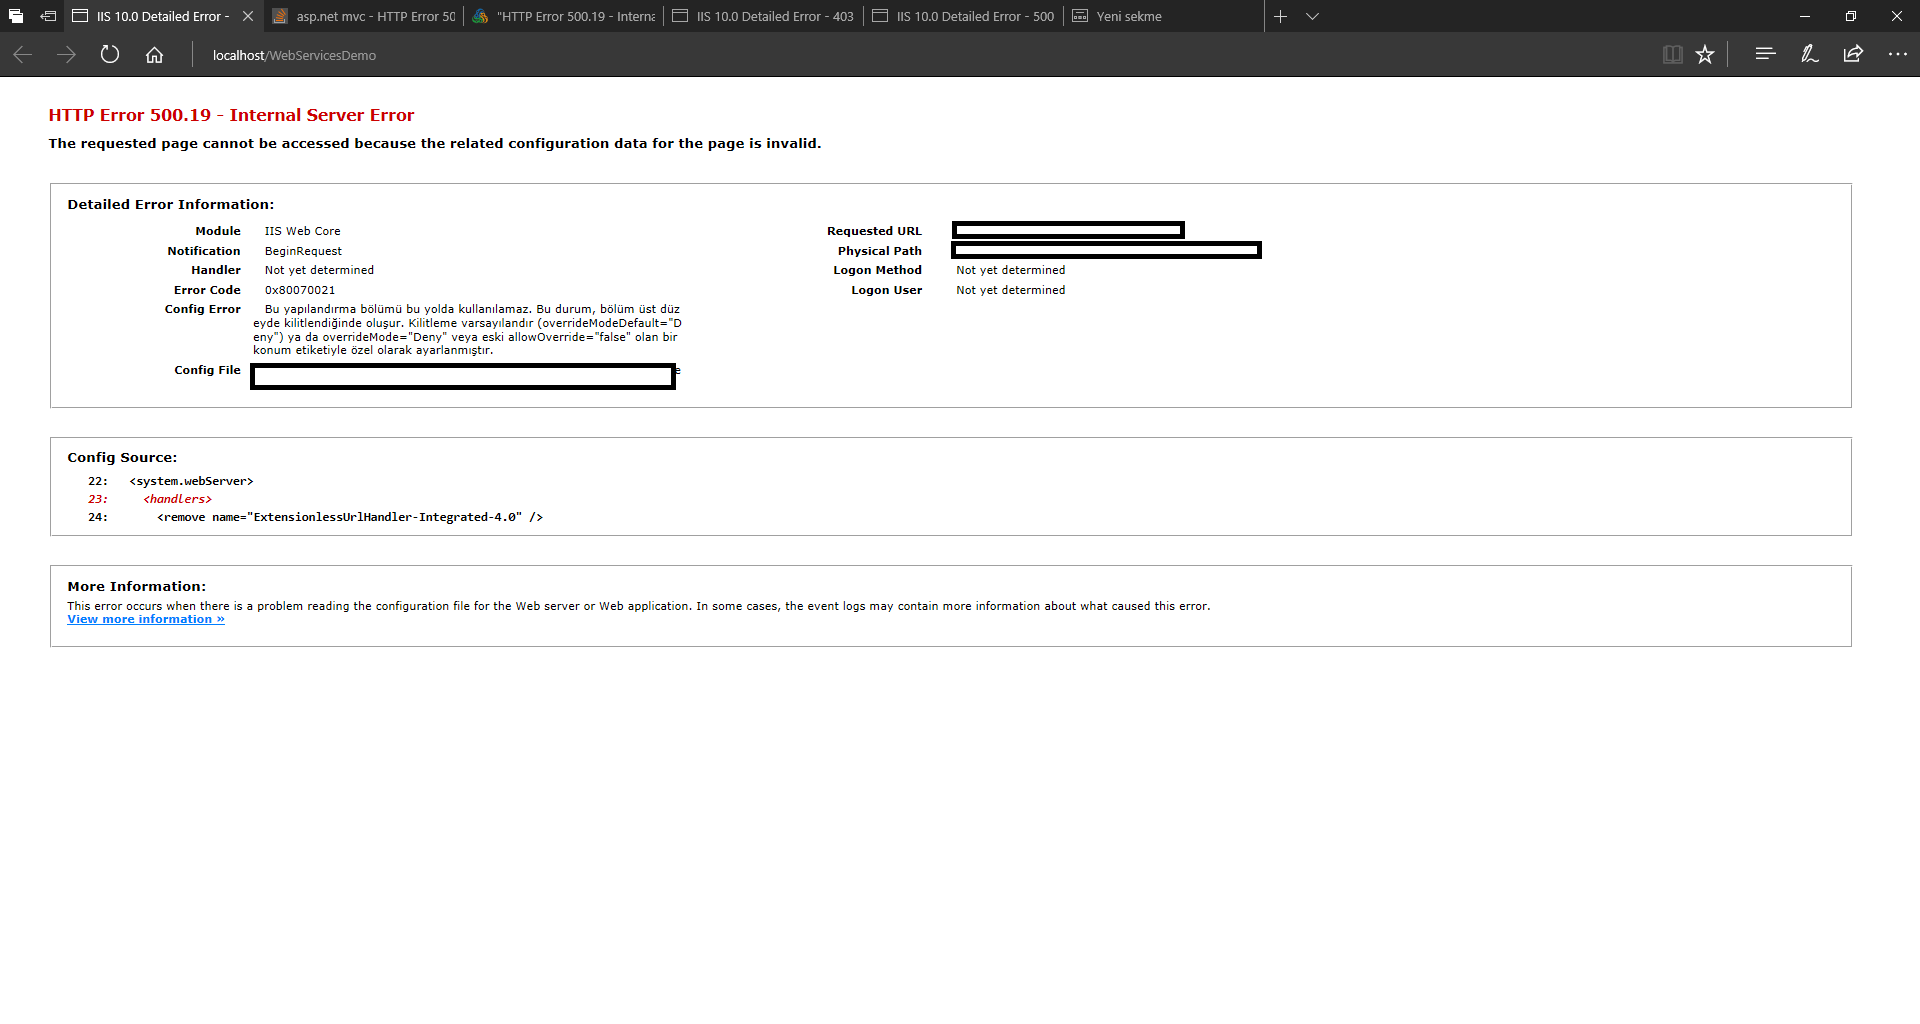 IIS 10.0 Detailed Error -
asp.net mvc - HTTP Error 50
"HTTP Error 500.19 - Interna
IIS 10.0 Detailed Error - 403
IIS 10.0 Detailed Error - 500
Yeni sekme
localhost/WebServicesDemo
HTTP Error 500.19 - Internal Server Error
The requested page cannot be accessed because the related configuration data for the page is invalid.
Detailed Error Information:
Module IIS Web Core
Notification BeginRequest
Handler Not yet determined
Error Code 0x80070021
Config Error Bu yapılandırma bölümü bu yolda kullanılamaz. Bu durum, bölüm üst düz
eyde kilitlendiğinde oluşur. Kilitleme varsayılandır (overrideModeDefault="D
eny") ya da overrideMode="Deny" veya eski allowOverride="false" olan bir
konum etiketiyle özel olarak ayarlanmıştır.
Config File
Requested URL
Physical Path
Logon Method Not yet determined
Logon User Not yet determined
Config Source:
22: <system.webServer>
23: <handlers>
24: <remove name="ExtensionlessUrlHandler-Integrated-4.0" />
More Information:
This error occurs when there is a problem reading the configuration file for the Web server or Web application. In some cases, the event logs may contain more information about what caused this error.
View more information »